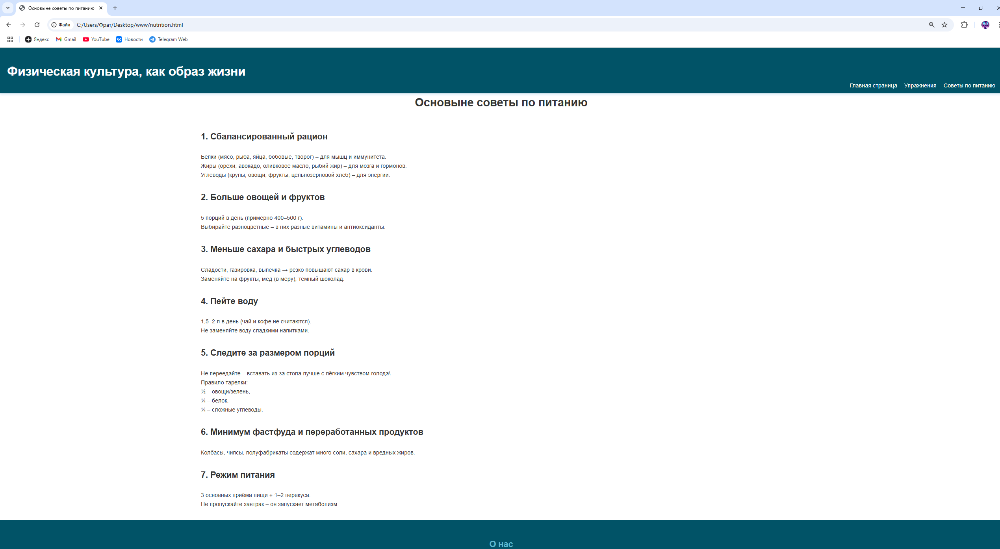 Основыне советы по питанию
Файл C:/Users/Фрат/Desktop/www/nutrition.html
Яндекс Gmail YouTube Новости Telegram Web
Физическая культура, как образ жизни
Главная страница Упражнения Советы по питанию
Основыне советы по питанию
1. Сбалансированный рацион
Белки (мясо, рыба, яйца, бобовые, творог) – для мышц и иммунитета.
Жиры (орехи, авокадо, оливковое масло, рыбий жир) – для мозга и гормонов.
Углеводы (крупы, овощи, фрукты, цельнозерновой хлеб) – для энергии.
2. Больше овощей и фруктов
5 порций в день (примерно 400–500 г).
Выбирайте разноцветные – в них разные витамины и антиоксиданты.
3. Меньше сахара и быстрых углеводов
Сладости, газировка, выпечка → резко повышают сахар в крови.
Заменяйте на фрукты, мёд (в меру), тёмный шоколад.
4. Пейте воду
1,5–2 л в день (чай и кофе не считаются).
Не заменяйте воду сладкими напитками.
5. Следите за размером порций
Не переедайте – вставать из-за стола лучше с лёгким чувством голода\
Правило тарелки:
½ – овощи/зелень,
¼ – белок,
¼ – сложные углеводы.
6. Минимум фастфуда и переработанных продуктов
Колбасы, чипсы, полуфабрикаты содержат много соли, сахара и вредных жиров.
7. Режим питания
3 основных приёма пищи + 1–2 перекуса.
Не пропускайте завтрак – он запускает метаболизм.
О нас